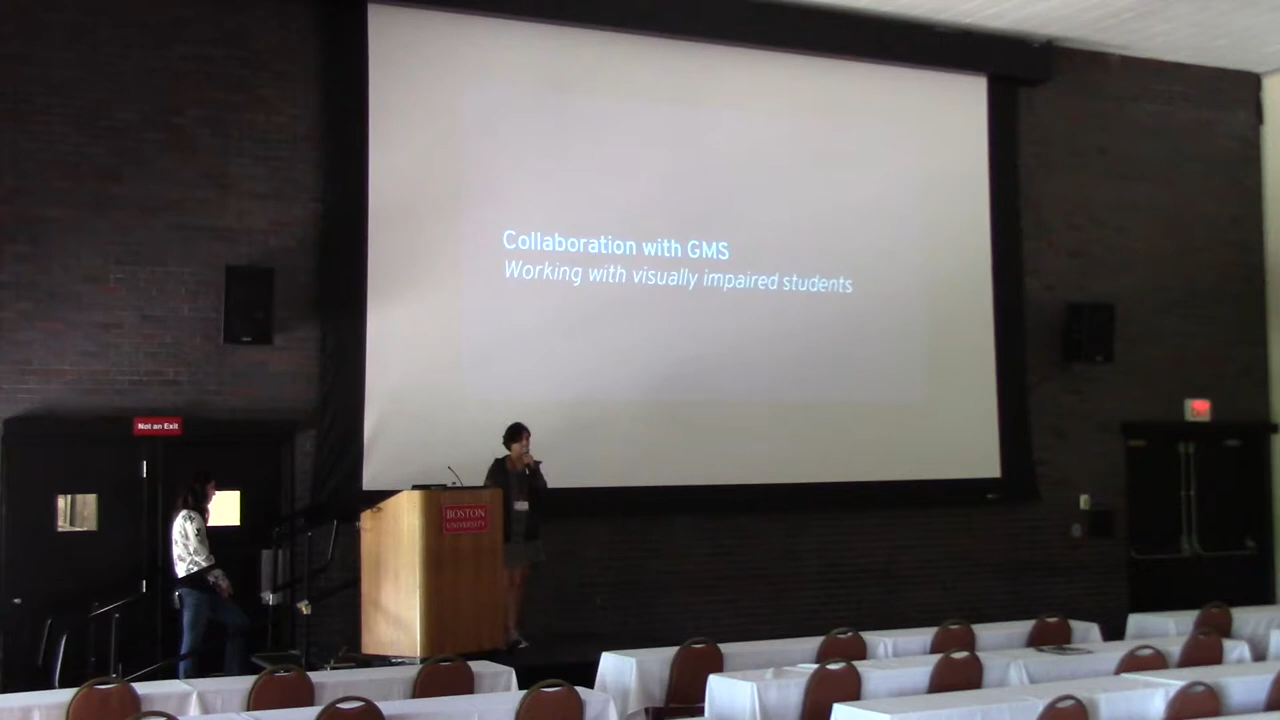 Collaboration with GMS
Working with visually impaired students
Not an Exit
BOSTON
UNIVERSITY